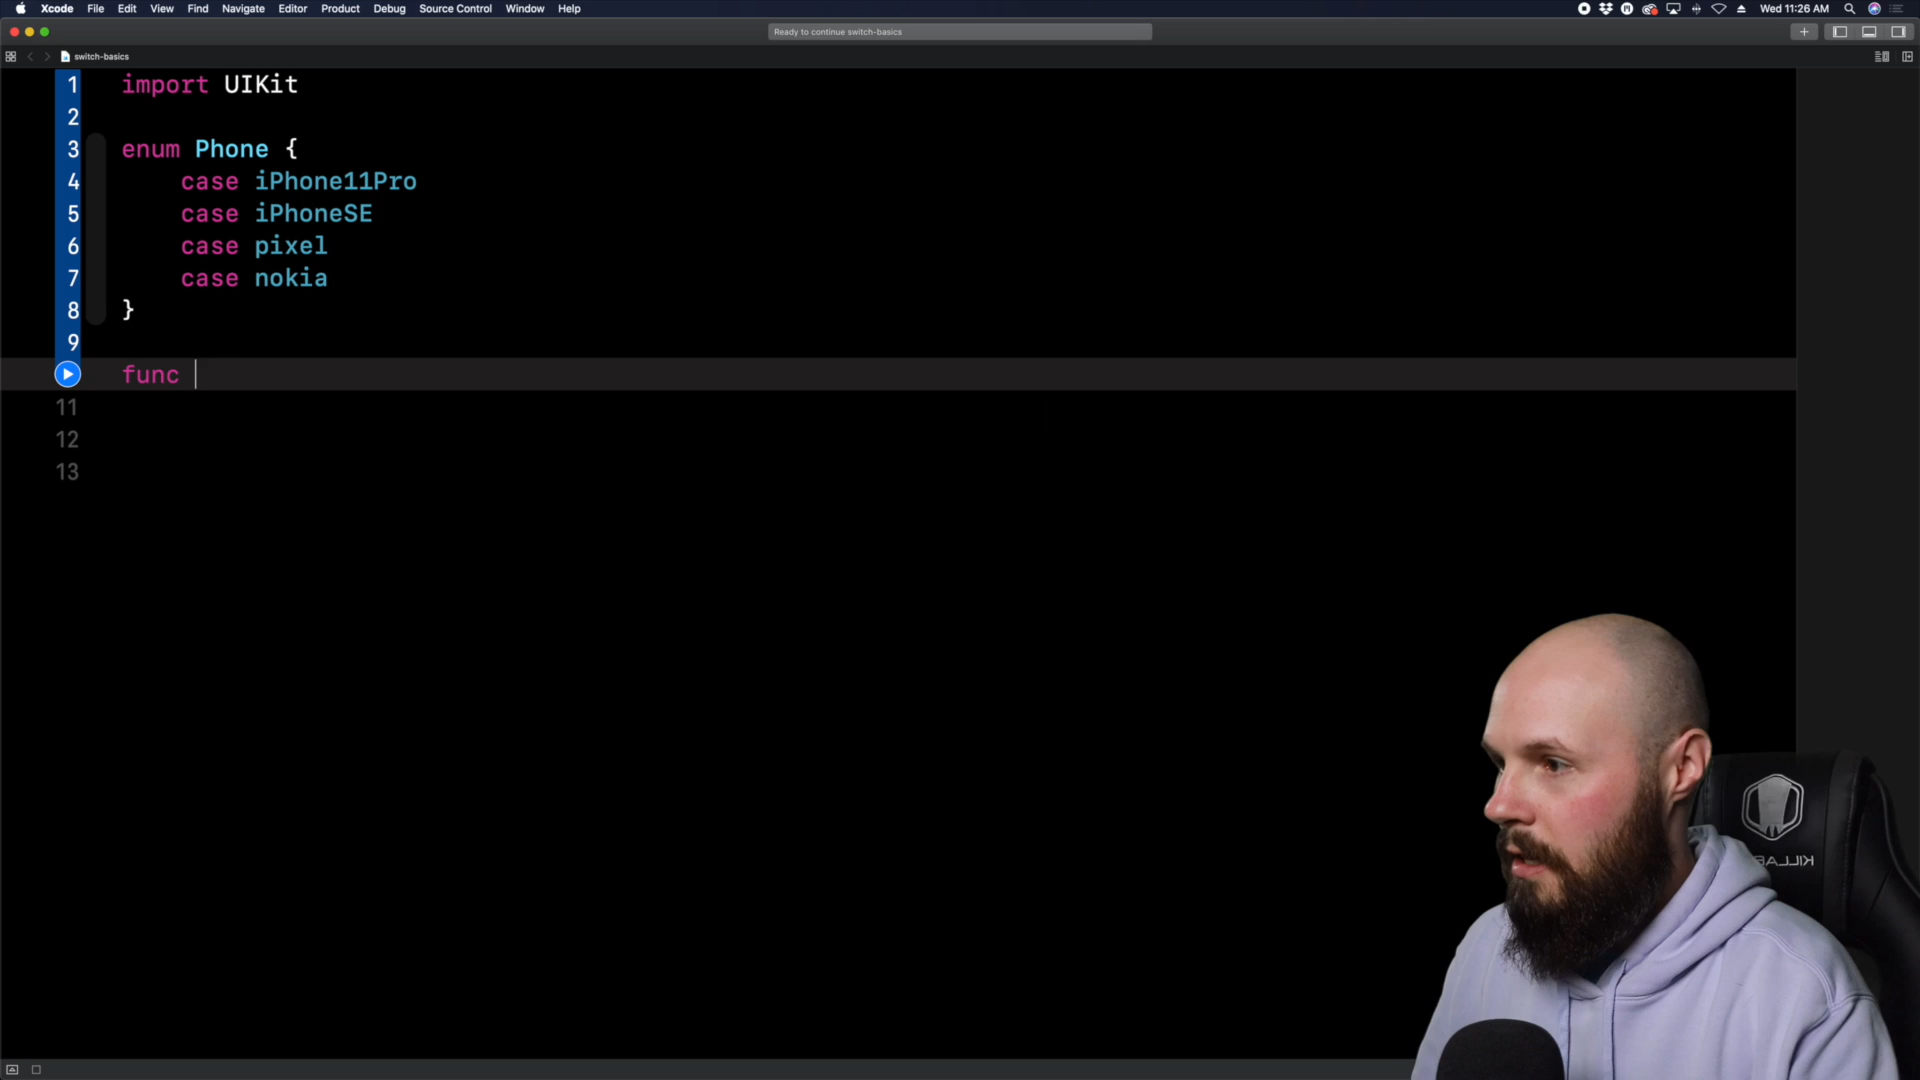 Xcode File Edit View Find Navigate Editor Product Debug Source Control Window Help Wed 11:26 AM
Ready to continue switch-basics
switch-basics
1 import UIKit
2
3 enum Phone {
4 case iPhone11Pro
5 case iPhoneSE
6 case pixel
7 case nokia
8 }
9
func
11
12
13